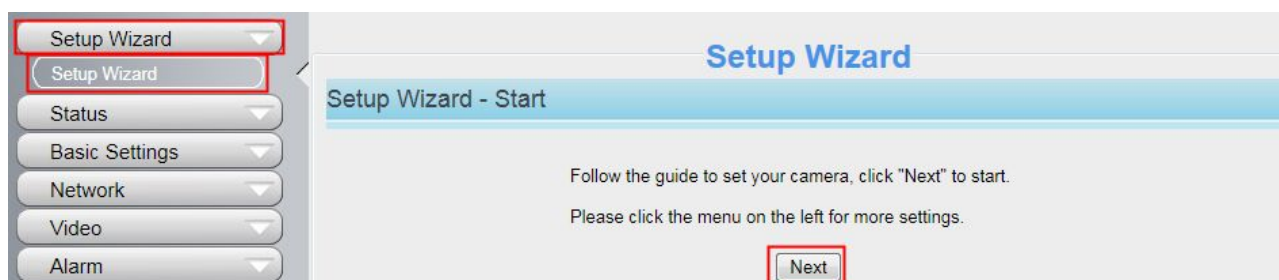 Setup Wizard
Setup Wizard
Status
Basic Settings
Network
Video
Alarm
Setup Wizard
Setup Wizard - Start
Follow the guide to set your camera, click "Next" to start.
Please click the menu on the left for more settings.
Next